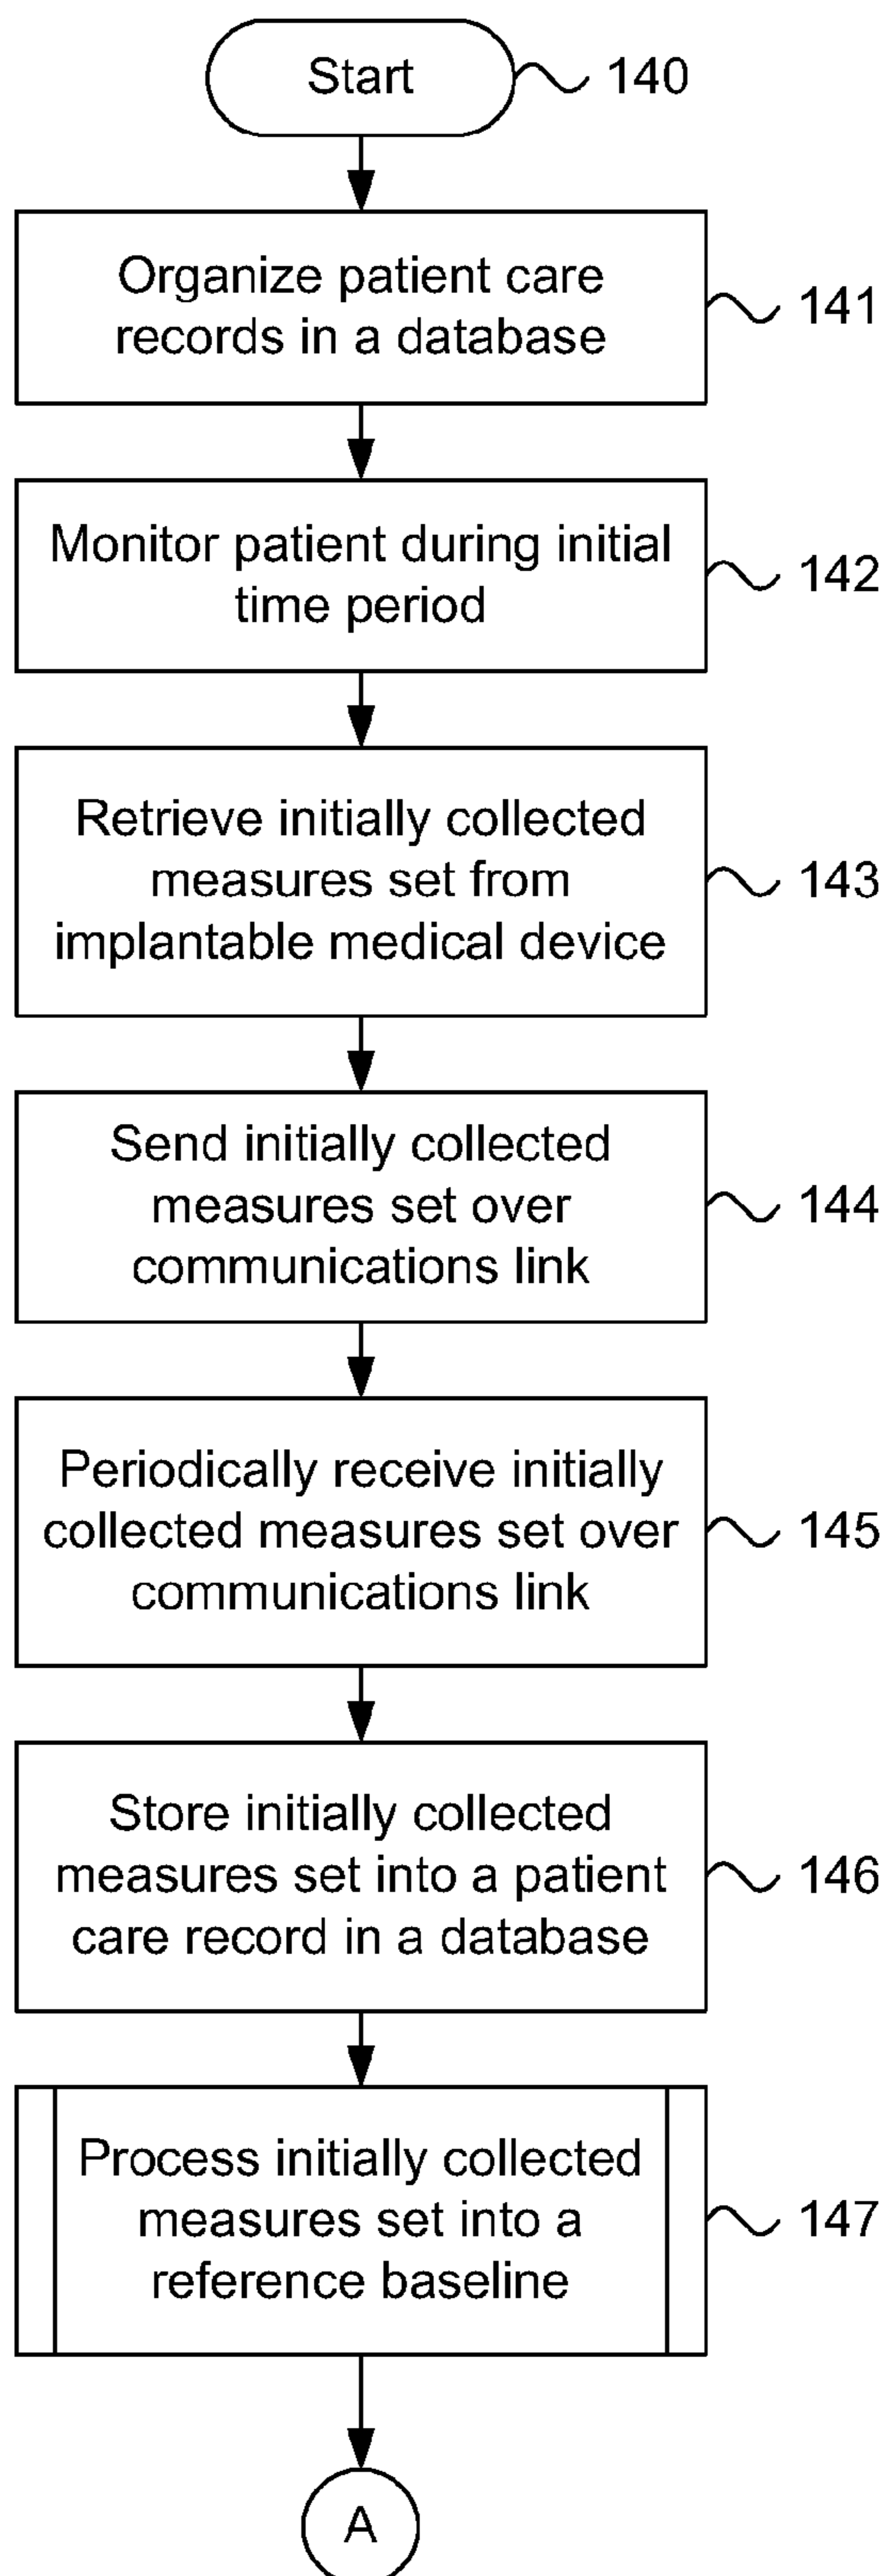 Start
140
Organize patient care
records in a database
141
Monitor patient during initial
time period
142
Retrieve initially collected
measures set from
implantable medical device
143
Send initially collected
measures set over
communications link
144
Periodically receive initially
collected measures set over
communications link
145
Store initially collected
measures set into a patient
care record in a database
146
Process initially collected
measures set into a
reference baseline
147
A